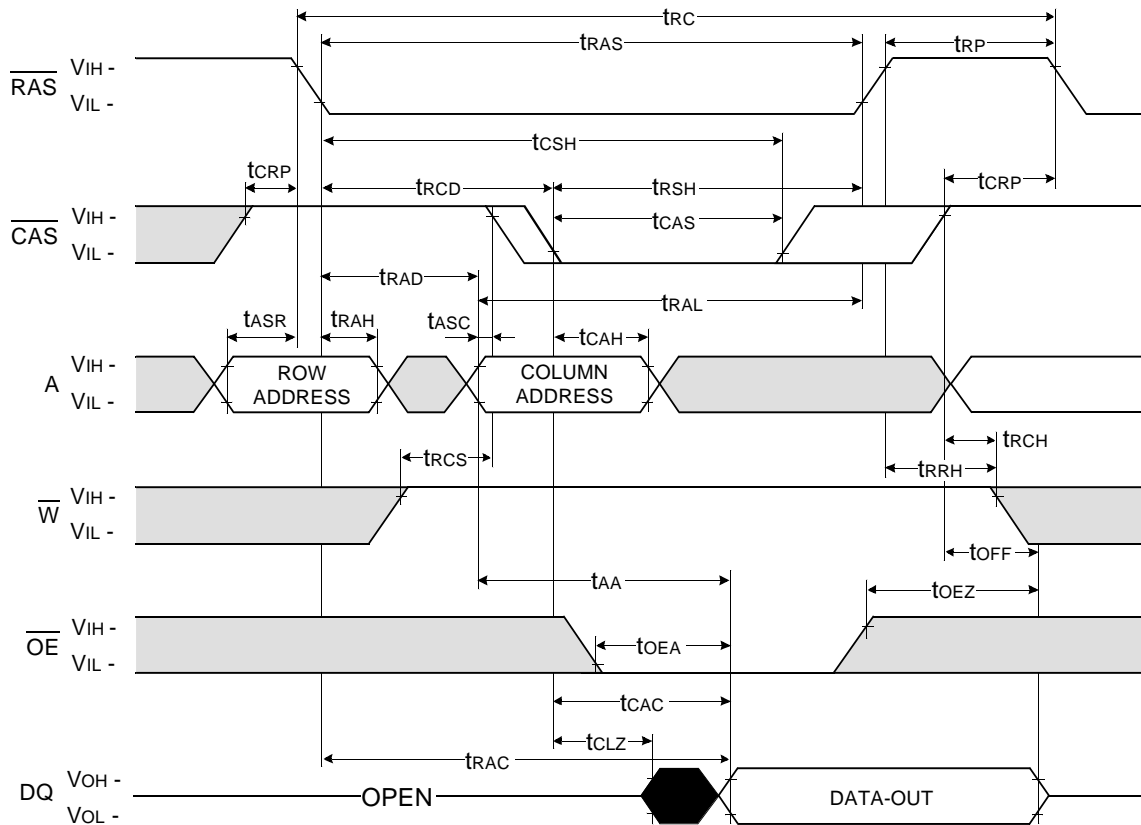 tRC
tRAS
tRP
RAS
VIH -
VIL -
tCSH
tCRP
tRCD
tRSH
tCRP
CAS
VIH -
VIL -
tCAS
tRAD
tRAL
tASR
tRAH
tASC
tCAH
A
VIH -
VIL -
ROW
ADDRESS
COLUMN
ADDRESS
tRCS
tRCH
tRRH
W
VIH -
VIL -
tOFF
tAA
tOEZ
OE
VIH -
VIL -
tOEA
tCAC
tCLZ
tRAC
DQ
VOH -
VOL -
OPEN
DATA-OUT